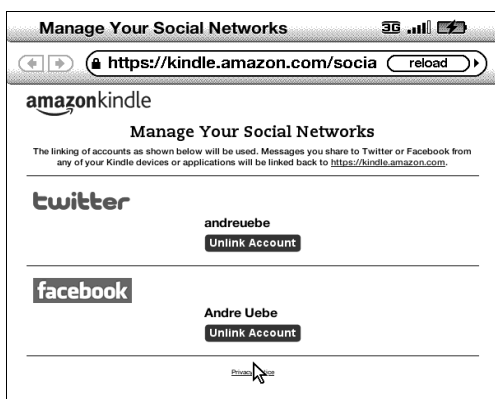 Manage Your Social Networks 3G
https://kindle.amazon.com/socia reload
amazonkindle
Manage Your Social Networks
The linking of accounts as shown below will be used. Messages you share to Twitter or Facebook from
any of your Kindle devices or applications will be linked back to https://kindle.amazon.com.
twitter
andreuebe
Unlink Account
facebook
Andre Uebe
Unlink Account